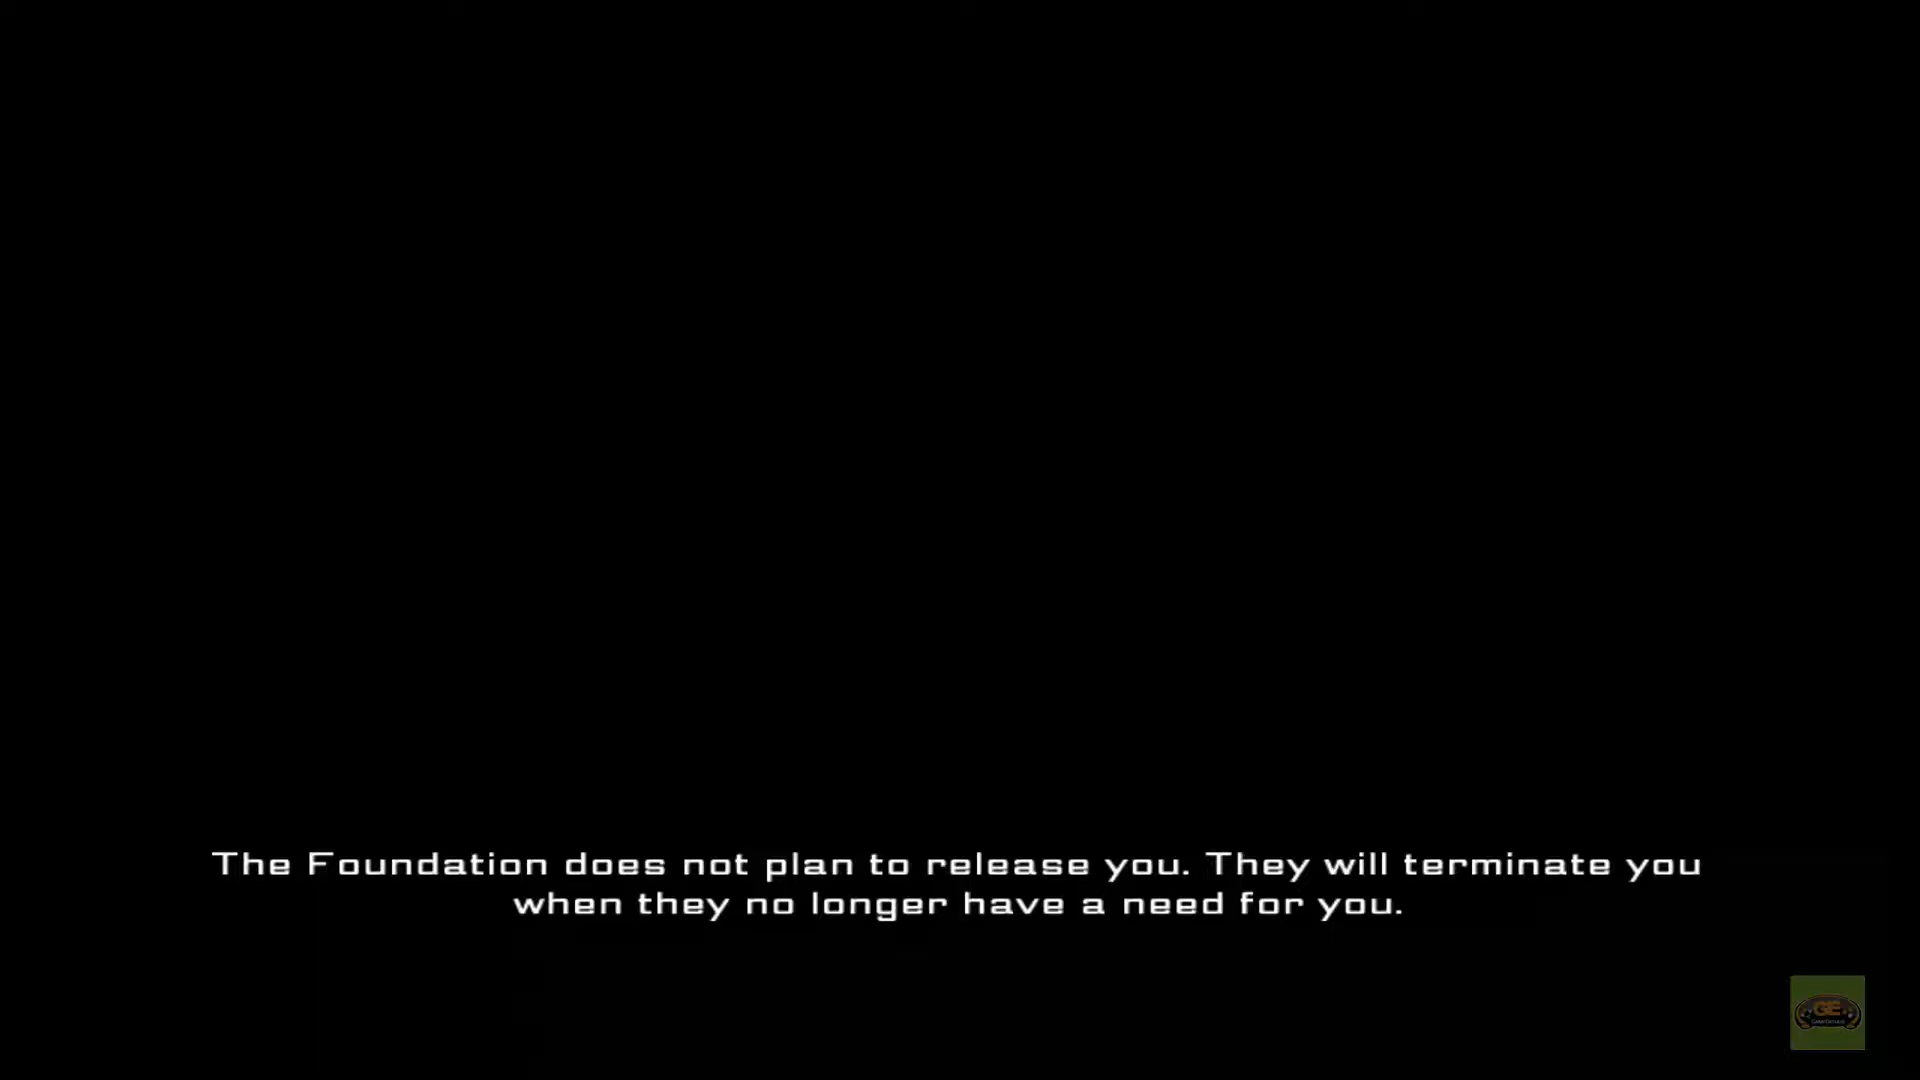 The Foundation does not plan to release you. They will terminate you
when they no longer have a need for you.
GE